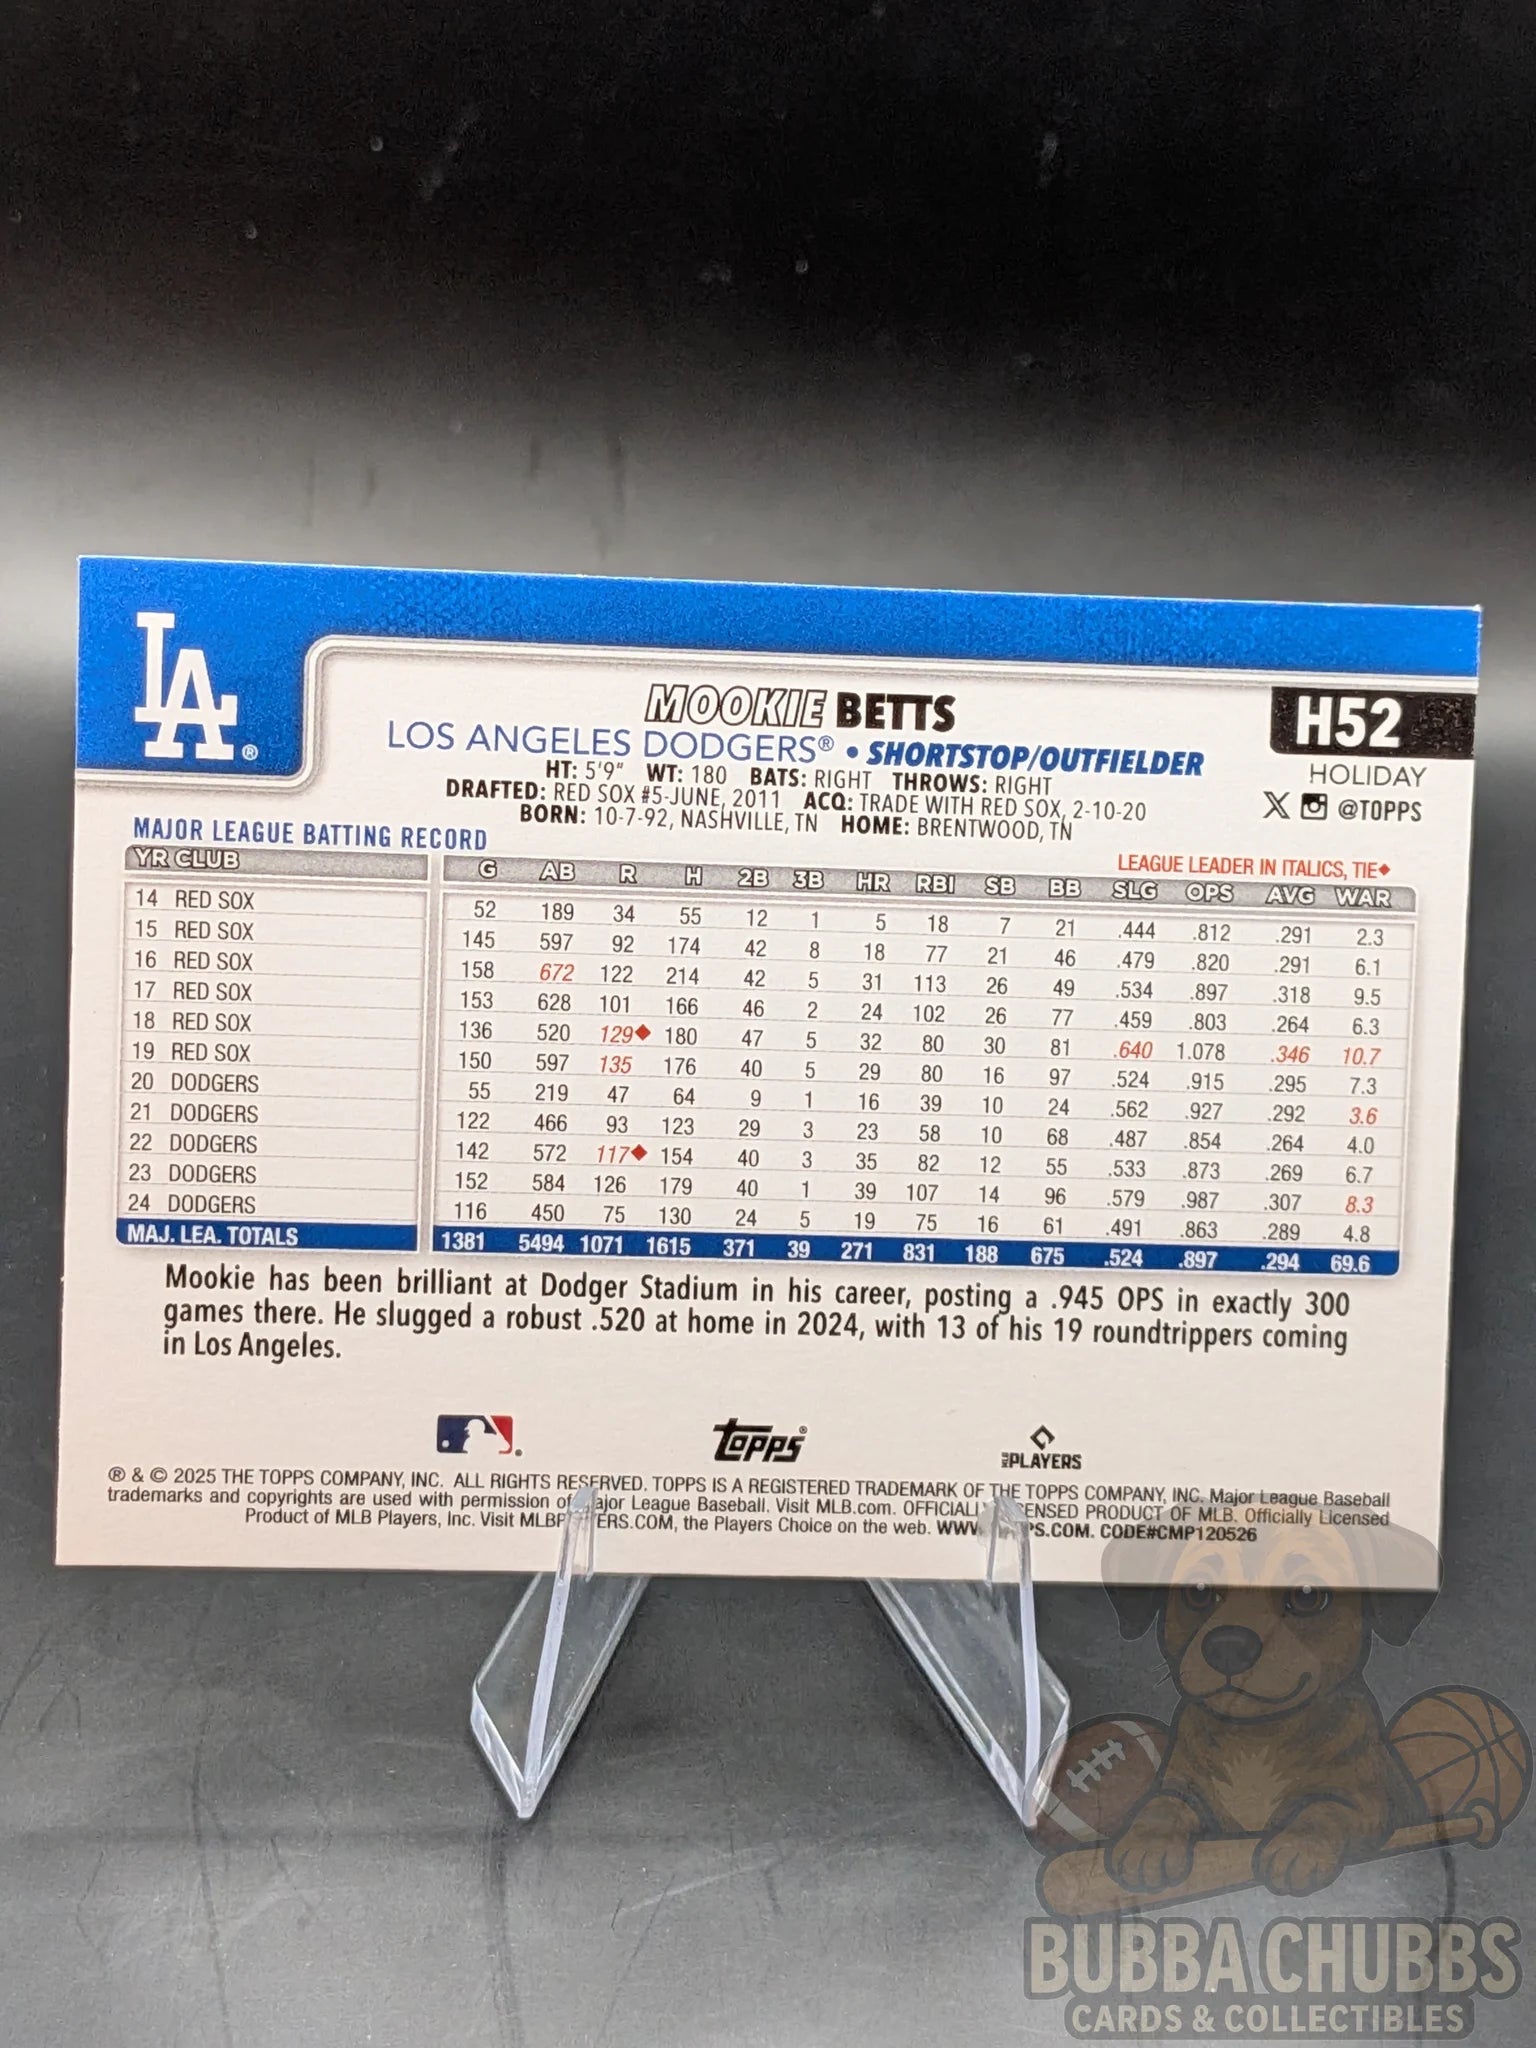 LA®
MOOKIE BETTS
LOS ANGELES DODGERS® • SHORTSTOP/OUTFIELDER
HT: 5'9" WT: 180 BATS: RIGHT THROWS: RIGHT
DRAFTED: RED SOX #5-JUNE, 2011 ACQ: TRADE WITH RED SOX, 2-10-20
BORN: 10-7-92, NASHVILLE, TN HOME: BRENTWOOD, TN
H52
HOLIDAY
X @TOPPS
MAJOR LEAGUE BATTING RECORD
LEAGUE LEADER IN ITALICS, TIE◆
YR CLUB G AB R H 2B 3B HR RBI SB BB SLG OPS AVG WAR
14 RED SOX 52 189 34 55 12 1 5 18 7 21 .444 .812 .291 2.3
15 RED SOX 145 597 92 174 42 8 18 77 21 46 .479 .820 .291 6.1
16 RED SOX 158 672 122 214 42 5 31 113 26 49 .534 .897 .318 9.5
17 RED SOX 153 628 101 166 46 2 24 102 26 77 .459 .803 .264 6.3
18 RED SOX 136 520 129◆ 180 47 5 32 80 30 81 .640 1.078 .346 10.7
19 RED SOX 150 597 135 176 40 5 29 80 16 97 .524 .915 .295 7.3
20 DODGERS 55 219 47 64 9 1 16 39 10 24 .562 .927 .292 3.6
21 DODGERS 122 466 93 123 29 3 23 58 10 68 .487 .854 .264 4.0
22 DODGERS 142 572 117◆ 154 40 3 35 82 12 55 .533 .873 .269 6.7
23 DODGERS 152 584 126 179 40 1 39 107 14 96 .579 .987 .307 8.3
24 DODGERS 116 450 75 130 24 5 19 75 16 61 .491 .863 .289 4.8
MAJ. LEA. TOTALS 1381 5494 1071 1615 371 39 271 831 188 675 .524 .897 .294 69.6
Mookie has been brilliant at Dodger Stadium in his career, posting a .945 OPS in exactly 300
games there. He slugged a robust .520 at home in 2024, with 13 of his 19 roundtrippers coming
in Los Angeles.
topps®
MLB PLAYERS
® & © 2025 THE TOPPS COMPANY, INC. ALL RIGHTS RESERVED. TOPPS IS A REGISTERED TRADEMARK OF THE TOPPS COMPANY, INC. Major League Baseball
trademarks and copyrights are used with permission of ajor League Baseball. Visit MLB.com. OFFICIALL ENSED PRODUCT OF MLB. Officially Licensed
Product of MLB Players, Inc. Visit MLBP ERS.COM, the Players Choice on the web. WWW PS.COM. CODE#CMP120526
BUBBA CHUBBS
CARDS & COLLECTIBLES